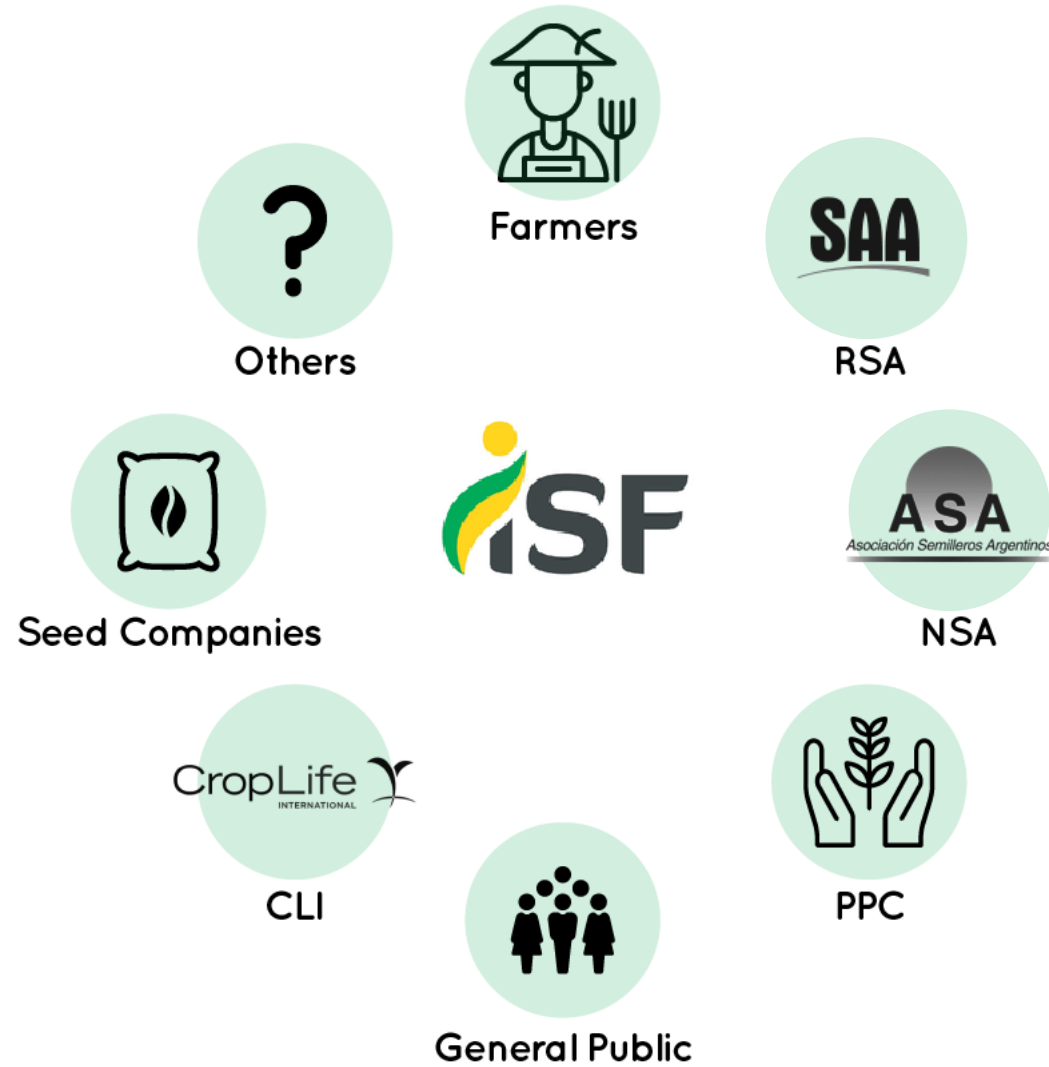 Farmers
?
Others
SAA
RSA
iSF
Seed Companies
ASA
Asociación Semilleros Argentinos
NSA
CropLife
INTERNATIONAL
CLI
PPC
General Public